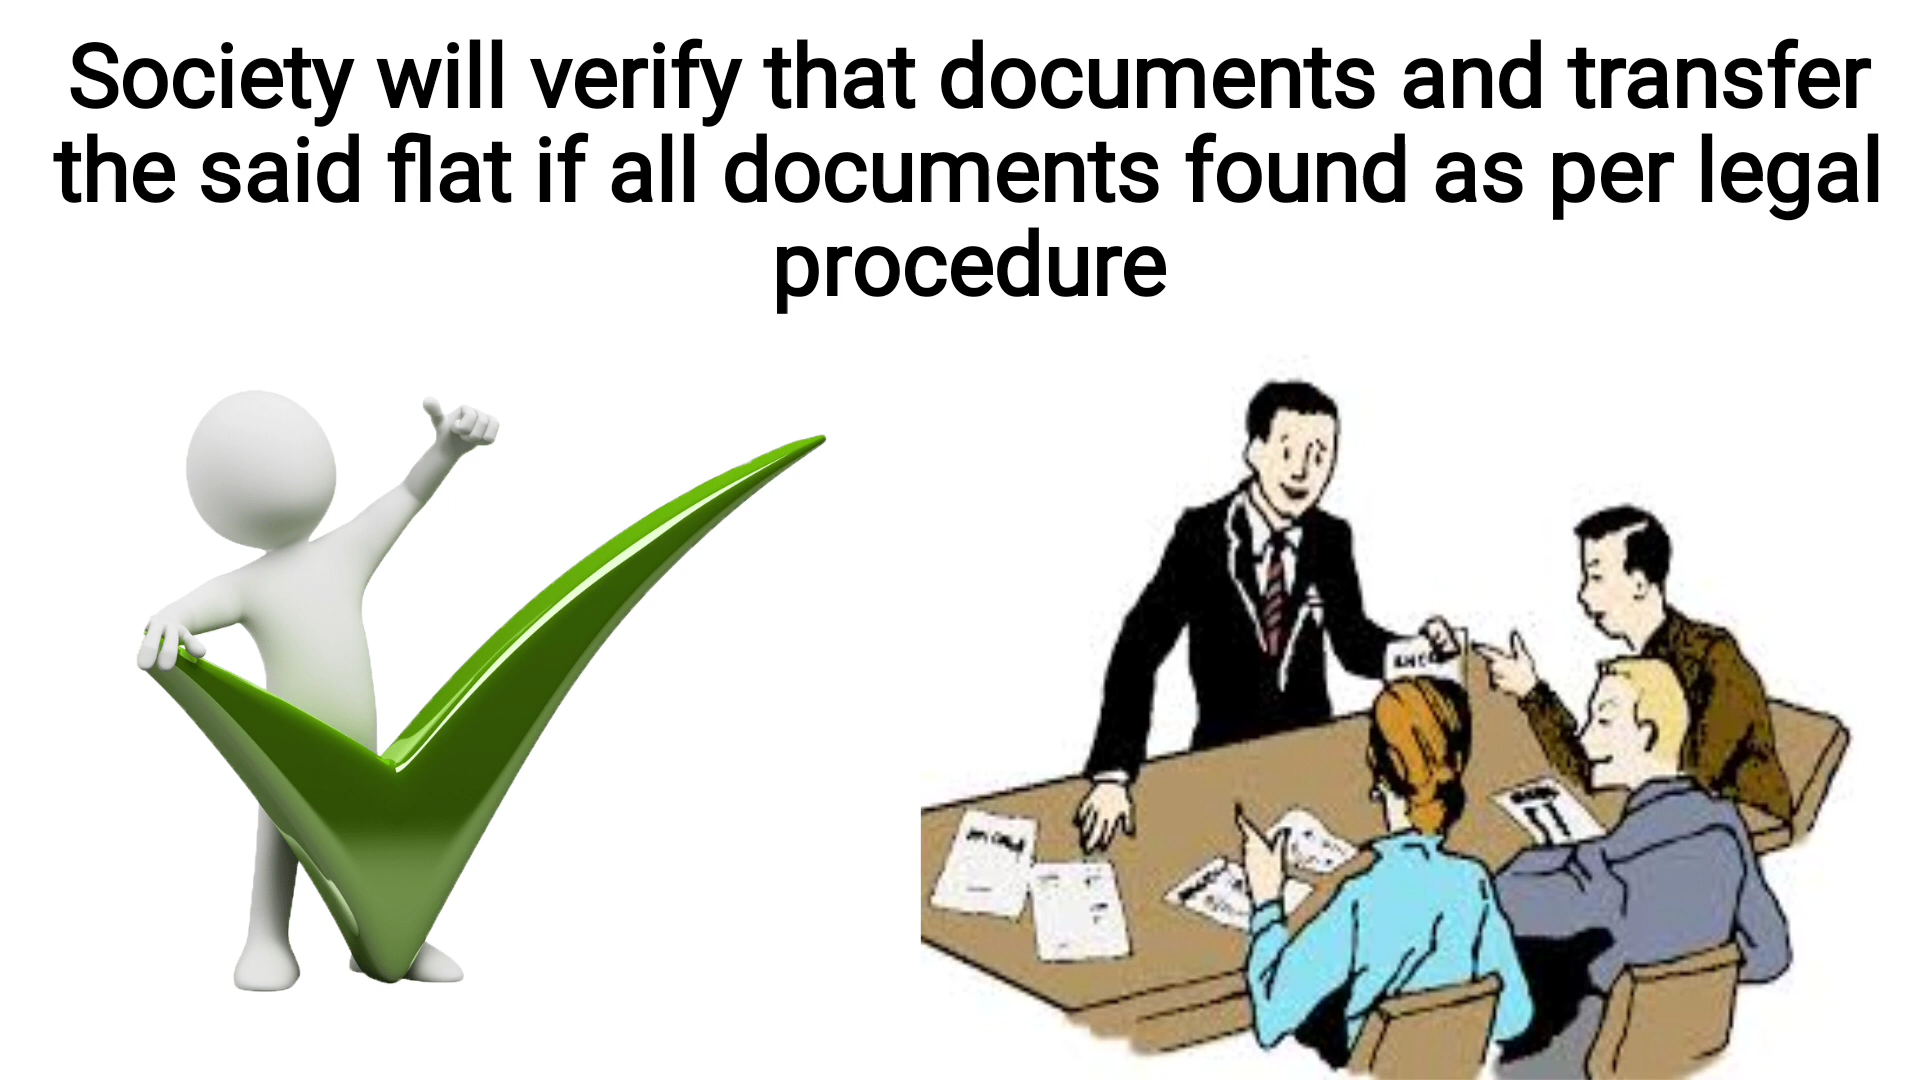 Society will verify that documents and transfer
the said flat if all documents found as per legal
procedure